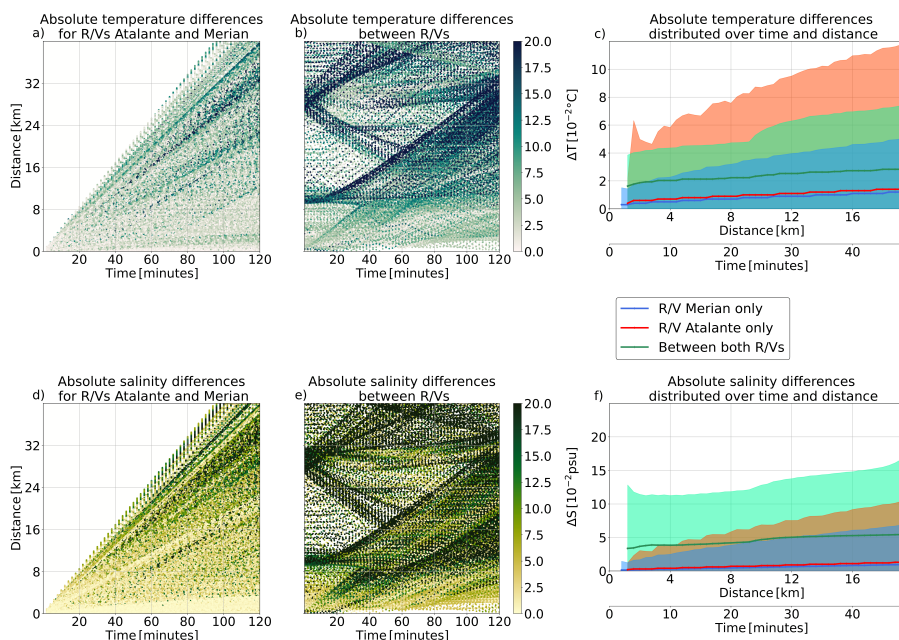 Absolute temperature differences
for R/Vs Atalante and Merian
a)
32
24
16
8
0
Distance [km]
0 20 40 60 80 100 120
Time [minutes]
Absolute temperature differences
between R/Vs
b)
0 20 40 60 80 100 120
Time [minutes]
20.0
17.5
15.0
12.5
10.0
7.5
5.0
2.5
0.0
Absolute temperature differences
distributed over time and distance
c)
10
8
6
4
2
0
ΔT [10⁻²°C]
0 4 8 12 16
Distance [km]
0 10 20 30 40
Time [minutes]
R/V Merian only
R/V Atalante only
Between both R/Vs
Absolute salinity differences
for R/Vs Atalante and Merian
d)
32
24
16
8
0
Distance [km]
0 20 40 60 80 100 120
Time [minutes]
Absolute salinity differences
between R/Vs
e)
0 20 40 60 80 100 120
Time [minutes]
20.0
17.5
15.0
12.5
10.0
7.5
5.0
2.5
0.0
Absolute salinity differences
distributed over time and distance
f)
20
15
10
5
0
ΔS [10⁻²psu]
0 4 8 12 16
Distance [km]
0 10 20 30 40
Time [minutes]